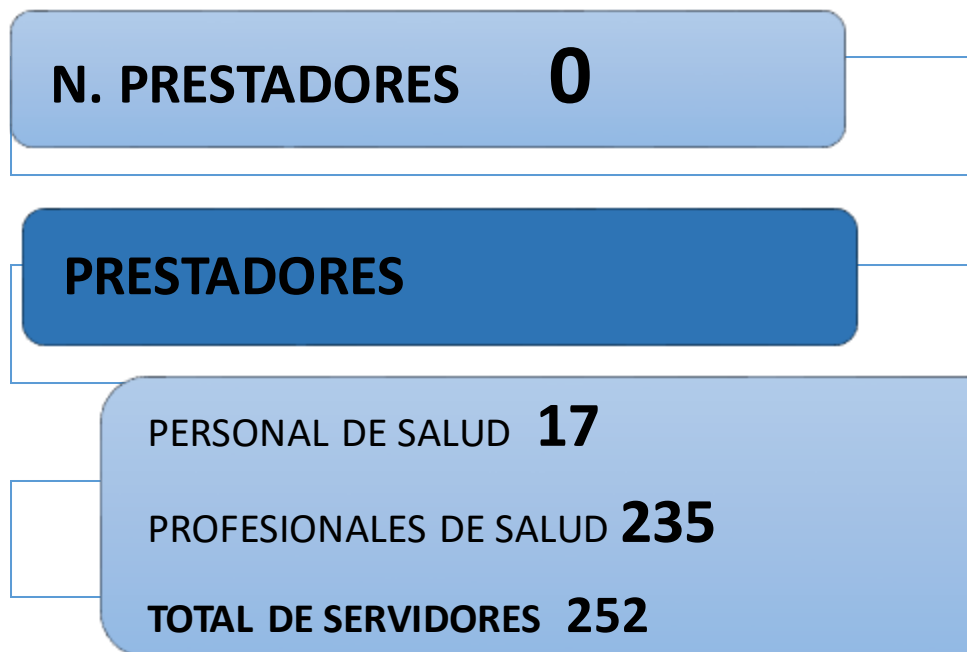 N. PRESTADORES 0
PRESTADORES
PERSONAL DE SALUD 17
PROFESIONALES DE SALUD 235
TOTAL DE SERVIDORES 252